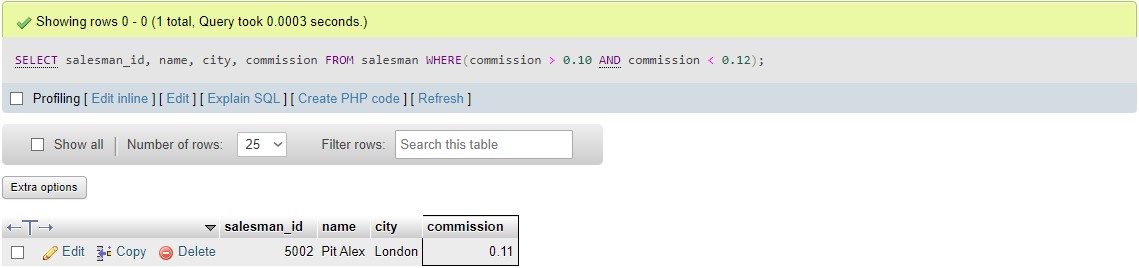 Showing rows 0 - 0 (1 total, Query took 0.0003 seconds.)
SELECT salesman_id, name, city, commission FROM salesman WHERE(commission > 0.10 AND commission < 0.12);
Profiling [ Edit inline ] [ Edit ] [ Explain SQL ] [ Create PHP code ] [ Refresh ]
Show all Number of rows: 25 Filter rows: Search this table
Extra options
salesman_id name city commission
Edit Copy Delete 5002 Pit Alex London 0.11